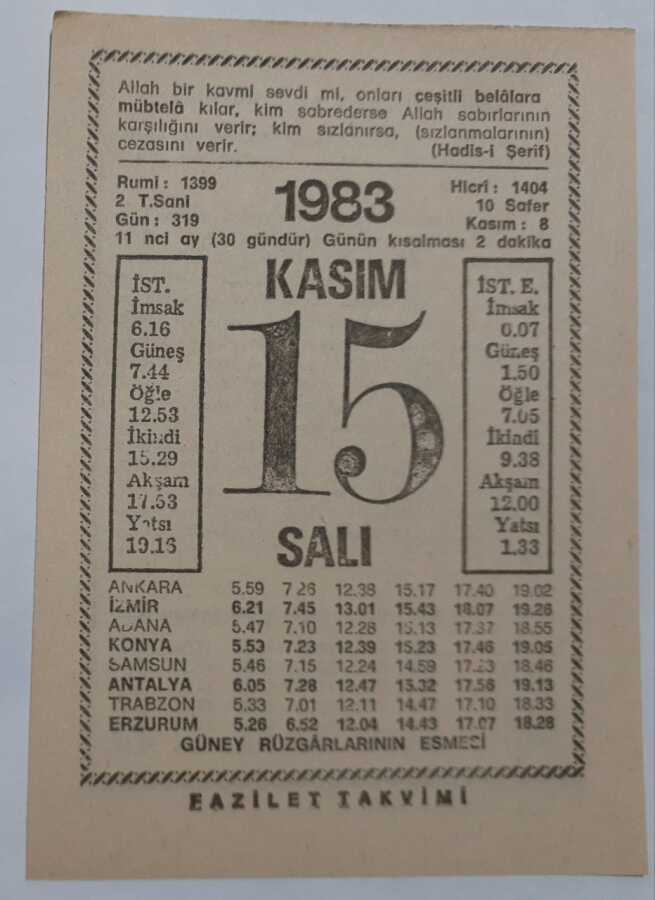 Allah bir kavmi sevdi mi, onları çeşitli belâlara
mübtelâ kılar, kim sabrederse Allah sabırlarının
karşılığını verir; kim sızlanırsa, (sızlanmalarının)
cezasını verir. (Hadis-i Şerif)
Rumi: 1399
2 T.Sani
Gün: 319
1983
Hicri: 1404
10 Safer
Kasım: 8
11 nci ay (30 gündür) Günün kısalması 2 dakika
KASIM
15
SALI
İST.
İmsak
6.16
Güneş
7.44
Öğle
12.53
İkindi
15.29
Akşam
17.53
Yatsı
19.15
İST. E.
İmsak
0.07
Güneş
1.50
Öğle
7.05
İkindi
9.38
Akşam
12.00
Yatsı
1.33
ANKARA 5.59 7.26 12.38 15.17 17.40 19.02
İZMİR 6.21 7.45 13.01 15.43 18.07 19.26
ADANA 5.47 7.10 12.28 15.13 17.37 18.55
KONYA 5.53 7.23 12.39 15.23 17.46 19.05
SAMSUN 5.46 7.15 12.24 14.59 17.23 18.46
ANTALYA 6.05 7.28 12.47 15.32 17.56 19.13
TRABZON 5.33 7.01 12.11 14.47 17.10 18.33
ERZURUM 5.26 6.52 12.04 14.43 17.07 18.28
GÜNEY RÜZGÂRLARININ ESMESİ
FAZİLET TAKVİMİ